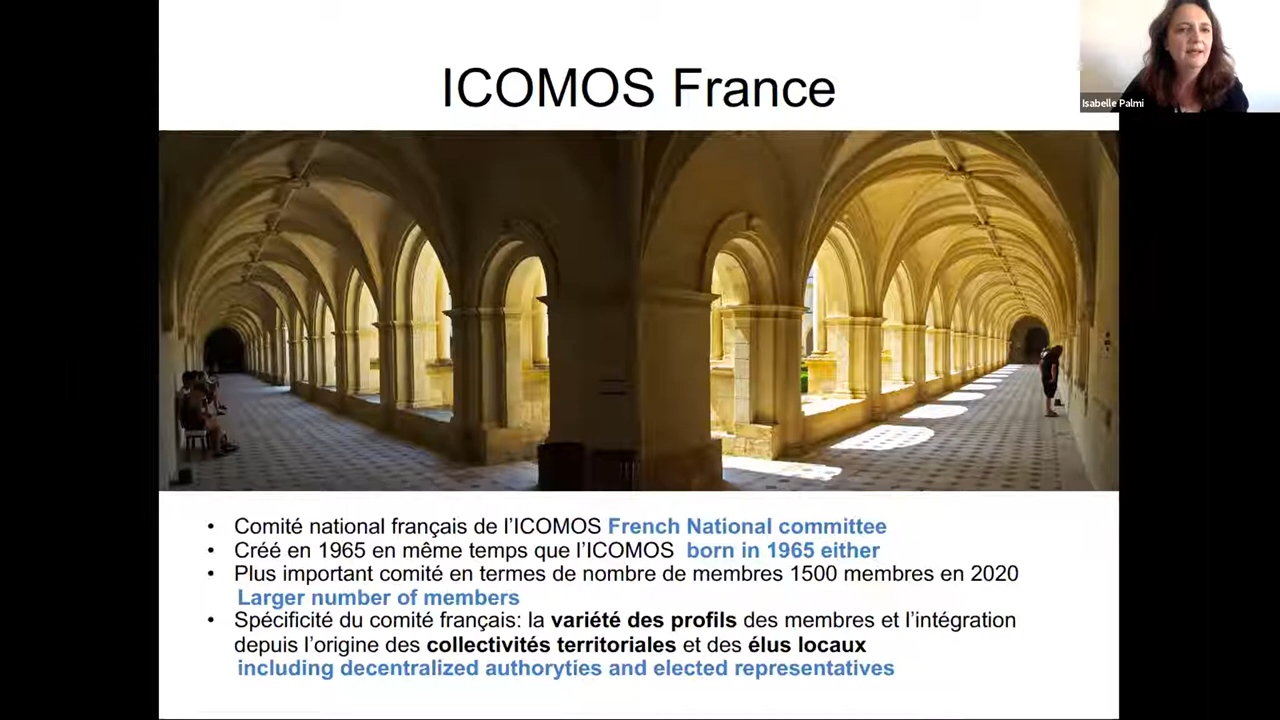 ICOMOS France
Isabelle Palmi
• Comité national français de l'ICOMOS French National committee
• Créé en 1965 en même temps que l'ICOMOS born in 1965 either
• Plus important comité en termes de nombre de membres 1500 membres en 2020
Larger number of members
• Spécificité du comité français: la variété des profils des membres et l'intégration
depuis l'origine des collectivités territoriales et des élus locaux
including decentralized authoryties and elected representatives